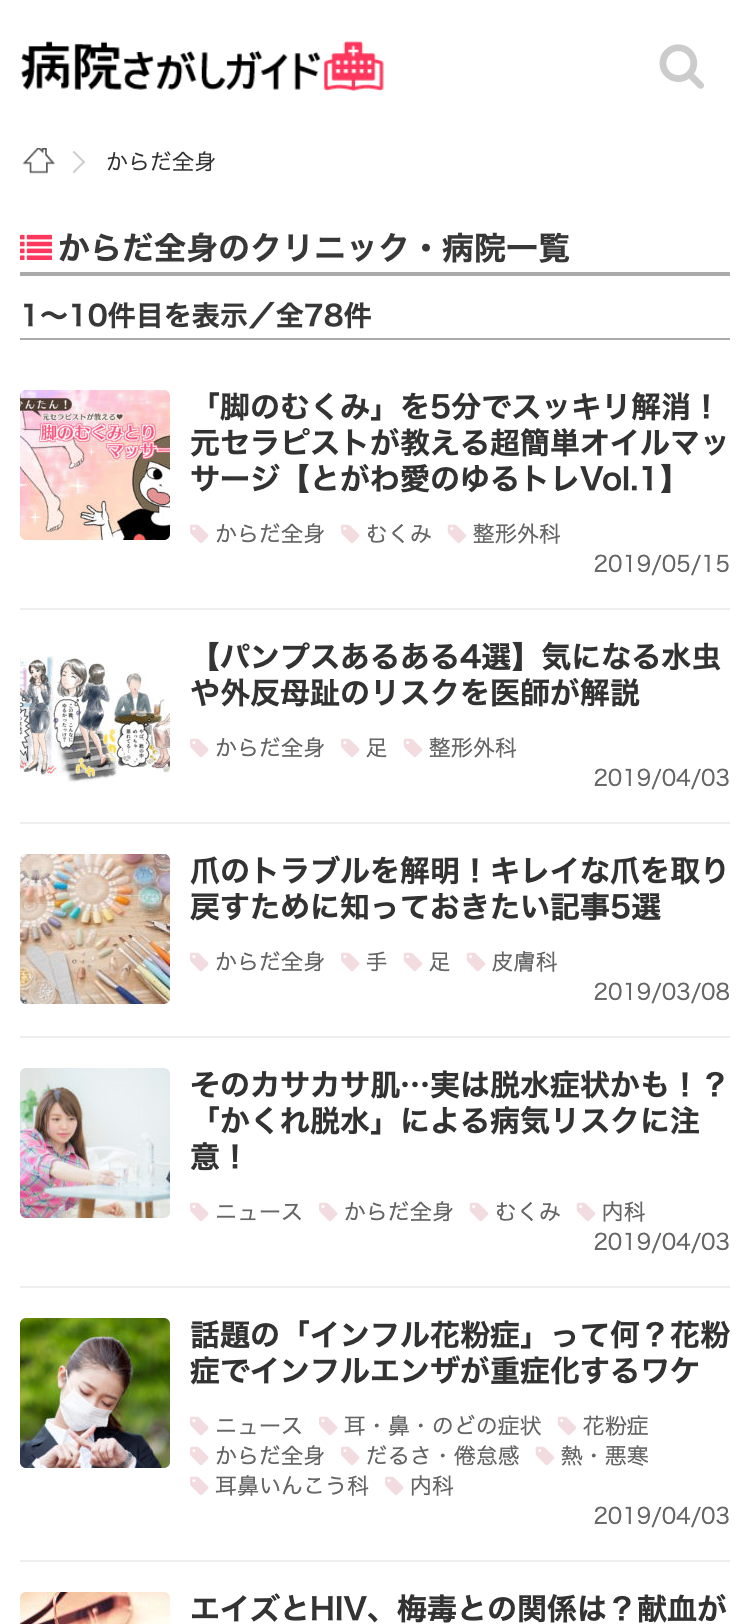 病院さがしガイド
からだ全身
からだ全身のクリニック・病院一覧
1〜10件目を表示／全78件
んたん！
元セラピストが教える♥
脚のむくみとり
マッサー
「脚のむくみ」を5分でスッキリ解消！
元セラピストが教える超簡単オイルマッ
サージ【とがわ愛のゆるトレVol.1】
からだ全身 むくみ 整形外科
2019/05/15
【パンプスあるある4選】気になる水虫
や外反母趾のリスクを医師が解説
からだ全身 足 整形外科
2019/04/03
爪のトラブルを解明！キレイな爪を取り
戻すために知っておきたい記事5選
からだ全身 手 足 皮膚科
2019/03/08
そのカサカサ肌…実は脱水症状かも！？
「かくれ脱水」による病気リスクに注
意！
ニュース からだ全身 むくみ 内科
2019/04/03
話題の「インフル花粉症」って何？花粉
症でインフルエンザが重症化するワケ
ニュース 耳・鼻・のどの症状 花粉症
からだ全身 だるさ・倦怠感 熱・悪寒
耳鼻いんこう科 内科
2019/04/03
エイズとHIV、梅毒との関係は？献血が